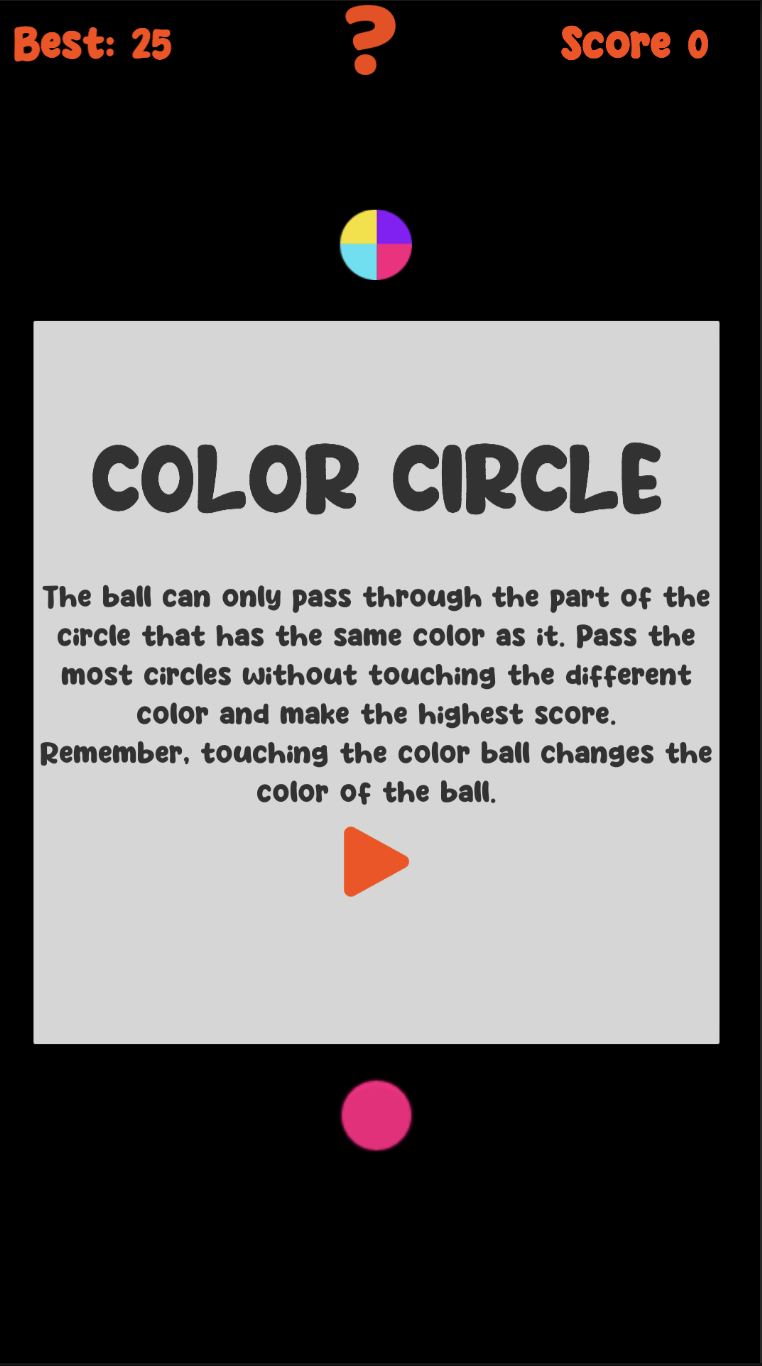 Best: 25
?
Score 0
COLOR CIRCLE
The ball can only pass through the part of the
circle that has the same color as it. Pass the
most circles without touching the different
color and make the highest score.
Remember, touching the color ball changes the
color of the ball.